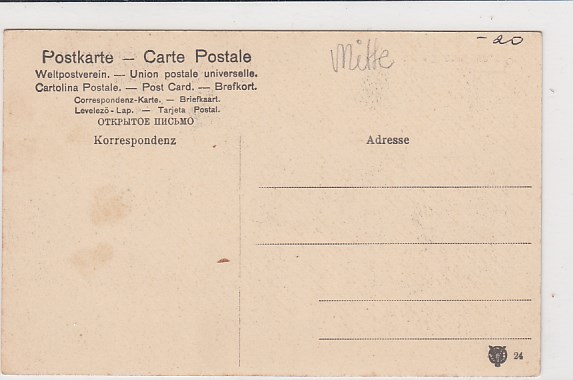 Postkarte – Carte Postale
Weltpostverein. — Union postale universelle.
Cartolina Postale. — Post Card. — Brefkort.
Correspondenz-Karte. — Briefkaart.
Levelező-Lap. — Tarjeta Postal.
ОТКРЫТОЕ ПИСЬМО
Korrespondenz
Mitte
-20
Adresse
24